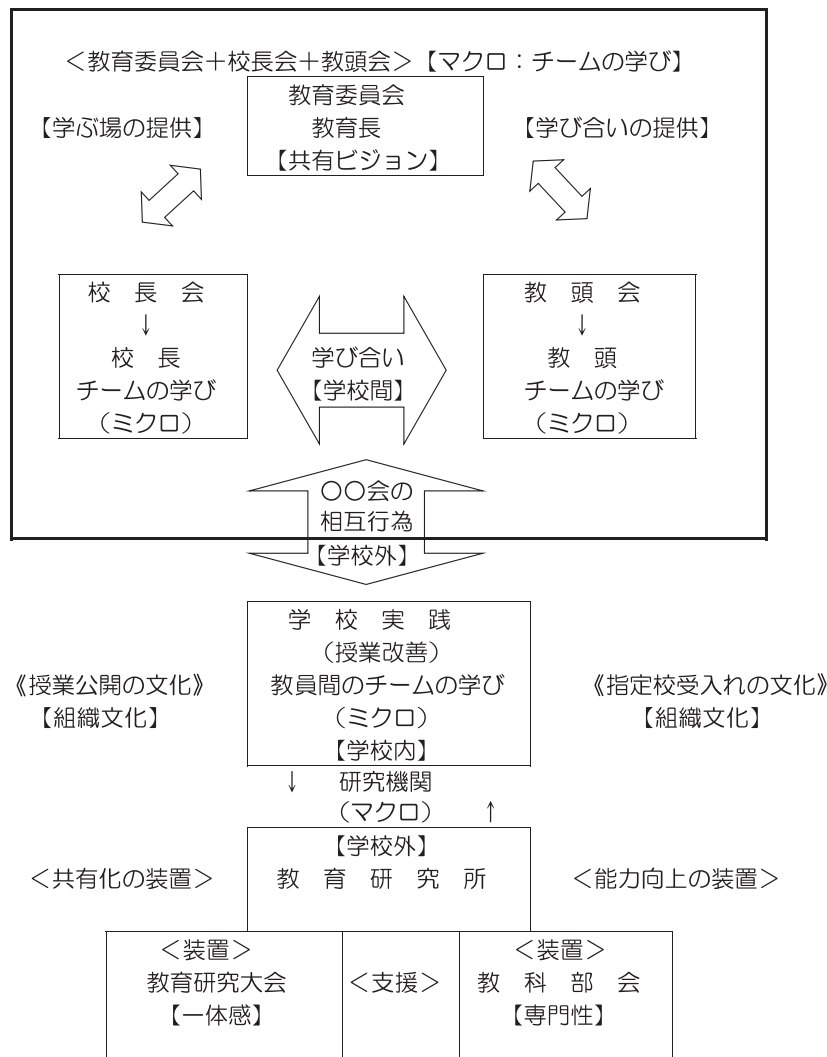 ＜教育委員会＋校長会＋教頭会＞【マクロ：チームの学び】
教育委員会
教育長
【共有ビジョン】
【学ぶ場の提供】
【学び合いの提供】
校　長　会
↓
校　長
チームの学び
（ミクロ）
学び合い
【学校間】
教　頭　会
↓
教　頭
チームの学び
（ミクロ）
〇〇会の
相互行為
【学校外】
学　校　実　践
（授業改善）
教員間のチームの学び
（ミクロ）
【学校内】
《授業公開の文化》
【組織文化】
《指定校受入れの文化》
【組織文化】
↓　研究機関
（マクロ）　↑
【学校外】
教　育　研　究　所
＜共有化の装置＞
＜能力向上の装置＞
＜装置＞
教育研究大会
【一体感】
＜支援＞
＜装置＞
教　科　部　会
【専門性】